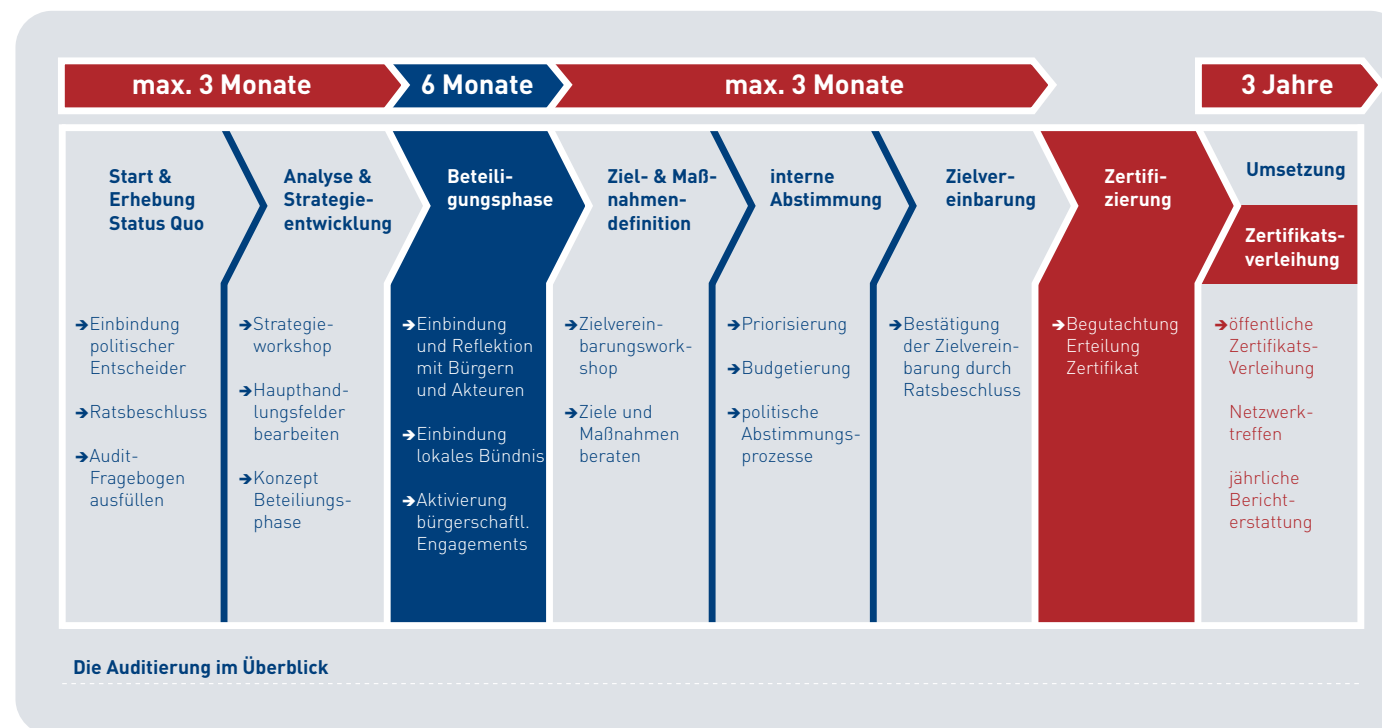 max. 3 Monate
6 Monate
max. 3 Monate
3 Jahre
Start &
Erhebung
Status Quo
➔Einbindung
politischer
Entscheider
➔Ratsbeschluss
➔Audit-
Fragebogen
ausfüllen
Analyse &
Strategie-
entwicklung
➔Strategie-
workshop
➔Haupthand-
lungsfelder
bearbeiten
➔Konzept
Beteiliungs-
phase
Beteili-
gungsphase
➔Einbindung
und Reflektion
mit Bürgern
und Akteuren
➔Einbindung
lokales Bündnis
➔Aktivierung
bürgerschaftl.
Engagements
Ziel- & Maß-
nahmen-
definition
➔Zielverein-
barungswork-
shop
➔Ziele und
Maßnahmen
beraten
interne
Abstimmung
➔Priorisierung
➔Budgetierung
➔politische
Abstimmungs-
prozesse
Zielver-
einbarung
➔Bestätigung
der Zielverein-
barung durch
Ratsbeschluss
Zertifi-
zierung
➔Begutachtung
Erteilung
Zertifikat
Umsetzung
Zertifikats-
verleihung
➔öffentliche
Zertifikats-
Verleihung
Netzwerk-
treffen
jährliche
Bericht-
erstattung
Die Auditierung im Überblick